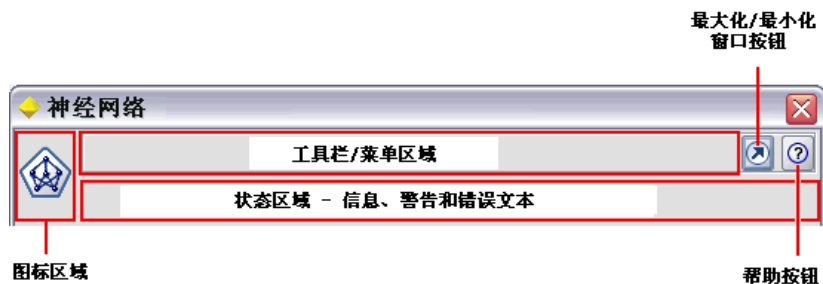 最大化/最小化
窗口按钮
神经网络
工具栏/菜单区域
状态区域 - 信息、警告和错误文本
图标区域
帮助按钮